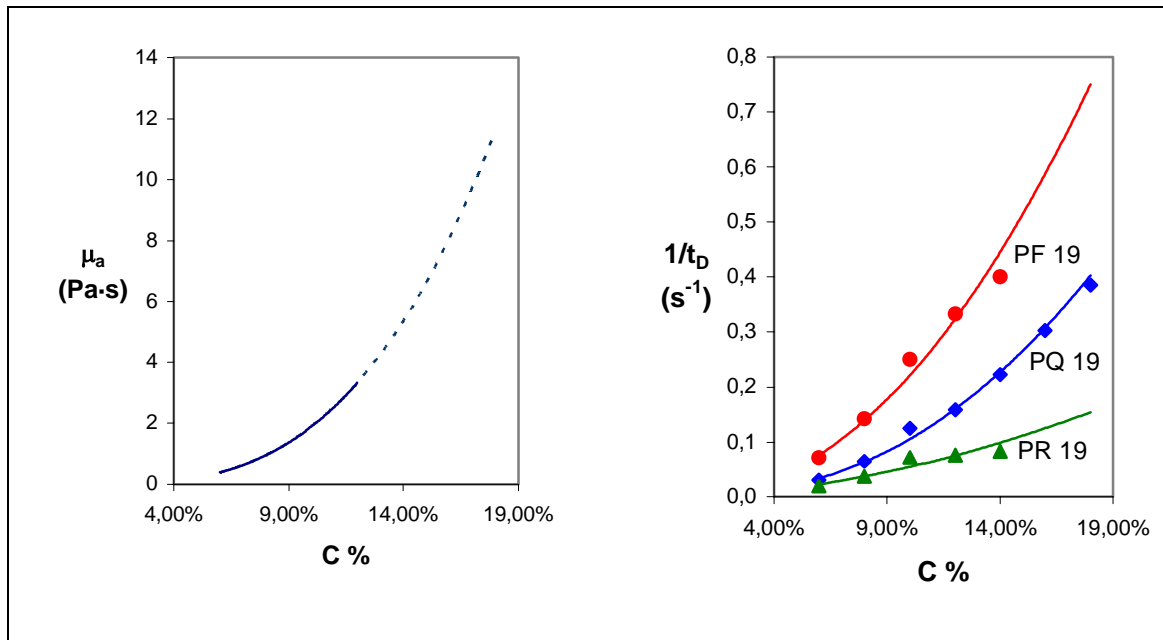 14
12
10
8
6
4
2
0
μa
(Pa·s)
4,00% 9,00% 14,00% 19,00%
C %
0,8
0,7
0,6
0,5
0,4
0,3
0,2
0,1
0,0
1/tD
(s-1)
PF 19
PQ 19
PR 19
4,00% 9,00% 14,00% 19,00%
C %